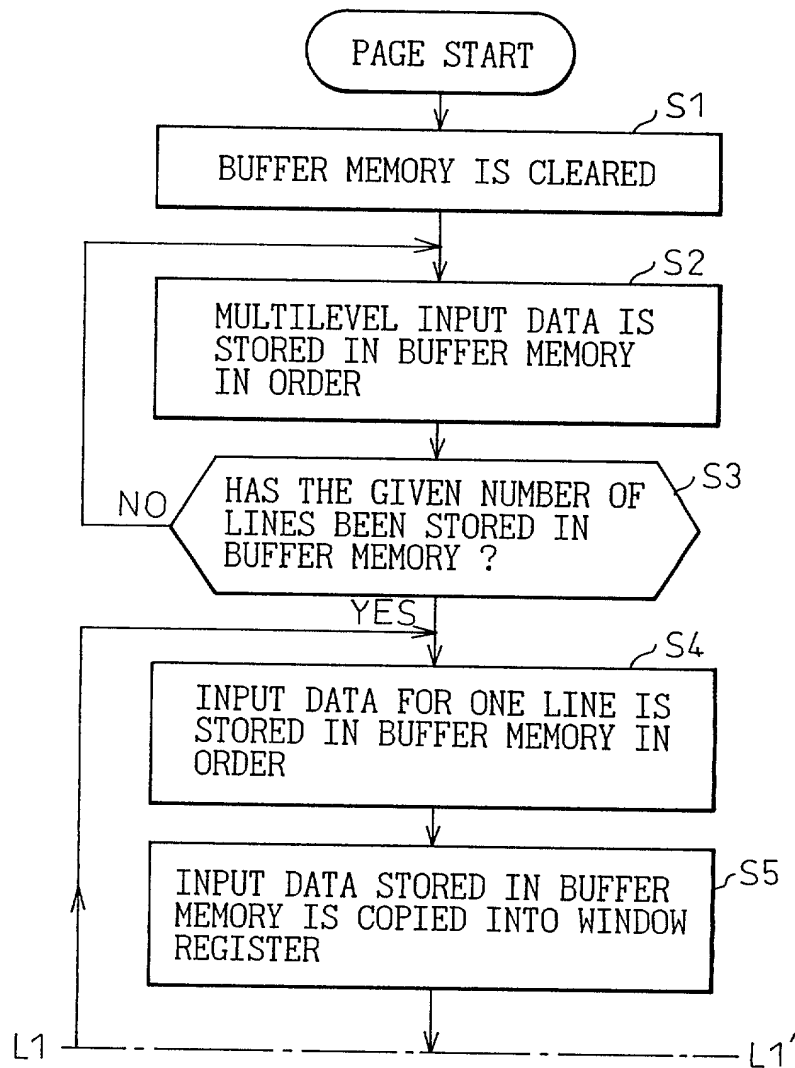 PAGE START
S1
BUFFER MEMORY IS CLEARED
S2
MULTILEVEL INPUT DATA IS
STORED IN BUFFER MEMORY
IN ORDER
S3
HAS THE GIVEN NUMBER OF
LINES BEEN STORED IN
BUFFER MEMORY ?
NO
YES
S4
INPUT DATA FOR ONE LINE IS
STORED IN BUFFER MEMORY IN
ORDER
S5
INPUT DATA STORED IN BUFFER
MEMORY IS COPIED INTO WINDOW
REGISTER
L1
L1´